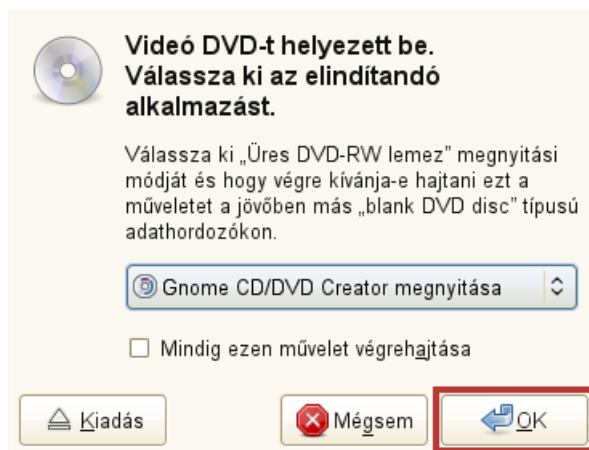 Videó DVD-t helyezett be.
Válassza ki az elindítandó
alkalmazást.
Válassza ki „Üres DVD-RW lemez” megnyitási
módját és hogy végre kívánja-e hajtani ezt a
műveletet a jövőben más „blank DVD disc” típusú
adathordozókon.
Gnome CD/DVD Creator megnyitása
Mindig ezen művelet végrehajtása
Kiadás
Mégsem
OK